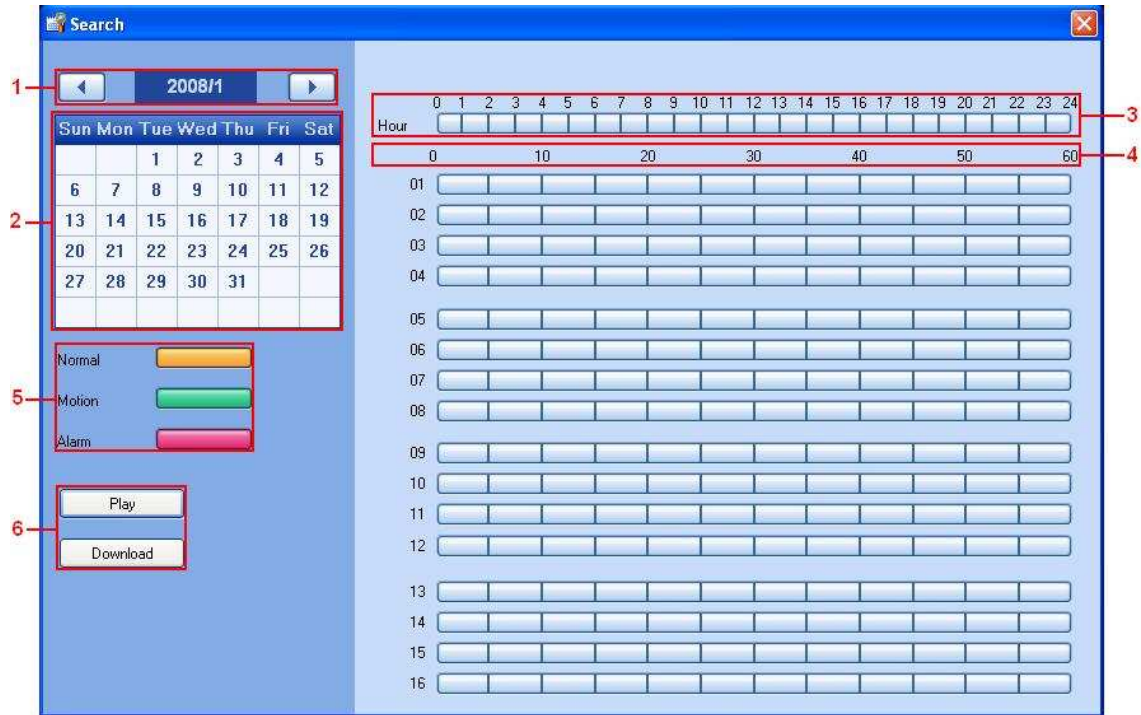 Search
1
2008/1
Sun Mon Tue Wed Thu Fri Sat
1 2 3 4 5
6 7 8 9 10 11 12
13 14 15 16 17 18 19
20 21 22 23 24 25 26
27 28 29 30 31
2
Normal
Motion
Alarm
5
Play
Download
6
0 1 2 3 4 5 6 7 8 9 10 11 12 13 14 15 16 17 18 19 20 21 22 23 24
Hour
3
0 10 20 30 40 50 60
4
01
02
03
04
05
06
07
08
09
10
11
12
13
14
15
16